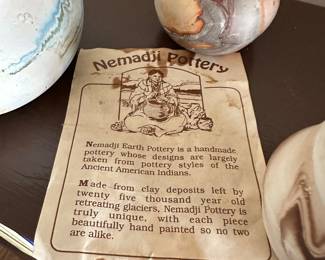 Nemadji Pottery
Nemadji Earth Pottery is a handmade
pottery whose designs are largely
taken from pottery styles of the
Ancient American Indians.
Made from clay deposits left by
twenty five thousand year old
retreating glaciers, Nemadji Pottery is
truly unique, with each piece
beautifully hand painted so no two
are alike.